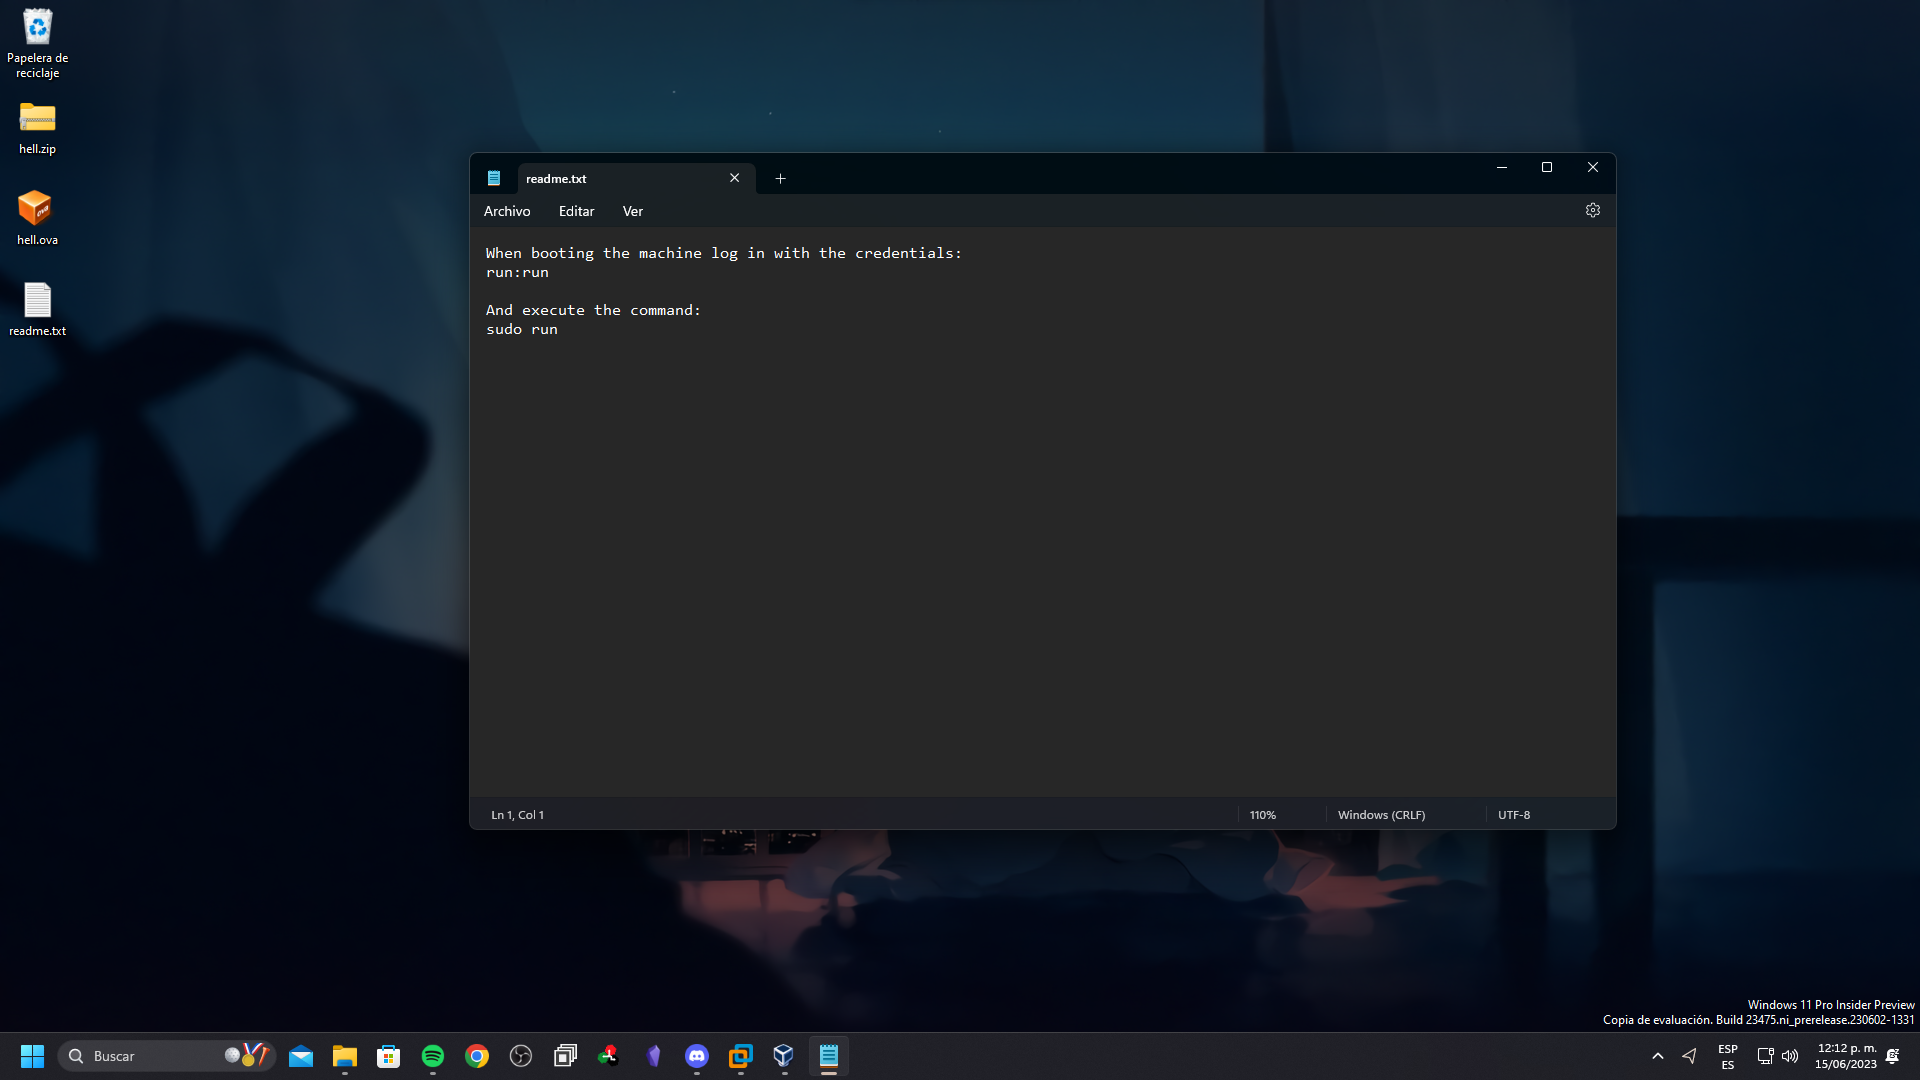 Papelera de
reciclaje
hell.zip
ova
hell.ova
readme.txt
readme.txt
Archivo Editar Ver
When booting the machine log in with the credentials:
run:run
And execute the command:
sudo run
Ln 1, Col 1 110% Windows (CRLF) UTF-8
Windows 11 Pro Insider Preview
Copia de evaluación. Build 23475.ni_prerelease.230602-1331
Buscar
ESP
ES
12:12 p. m.
15/06/2023